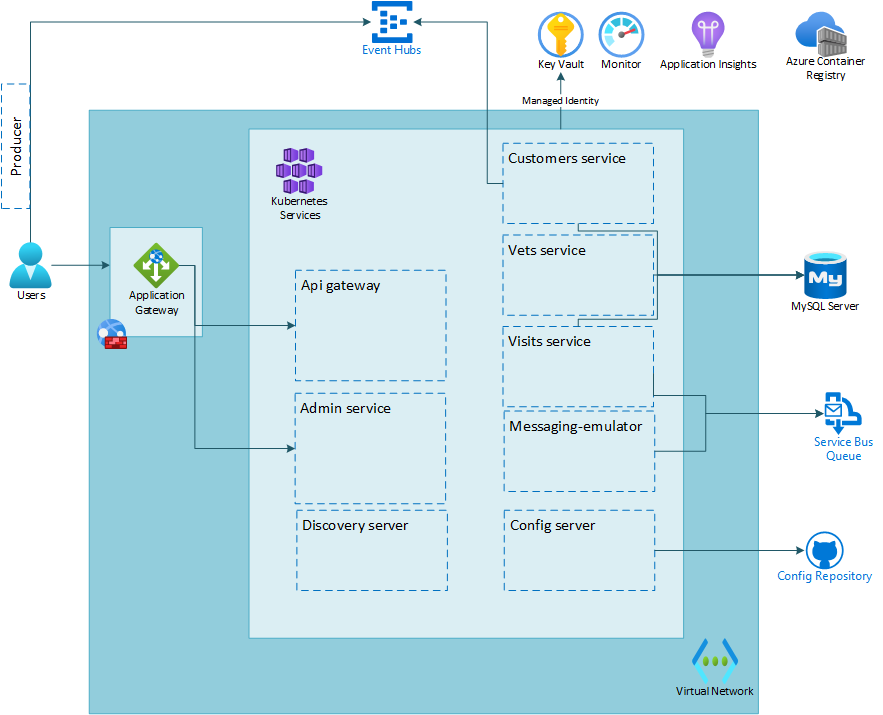 Event Hubs
Key Vault
Monitor
Application Insights
Azure Container
Registry
Managed Identity
Producer
Customers service
Kubernetes
Services
Vets service
Users
Application
Gateway
Api gateway
My
MySQL Server
Visits service
Admin service
Messaging-emulator
Service Bus
Queue
Discovery server
Config server
Config Repository
Virtual Network